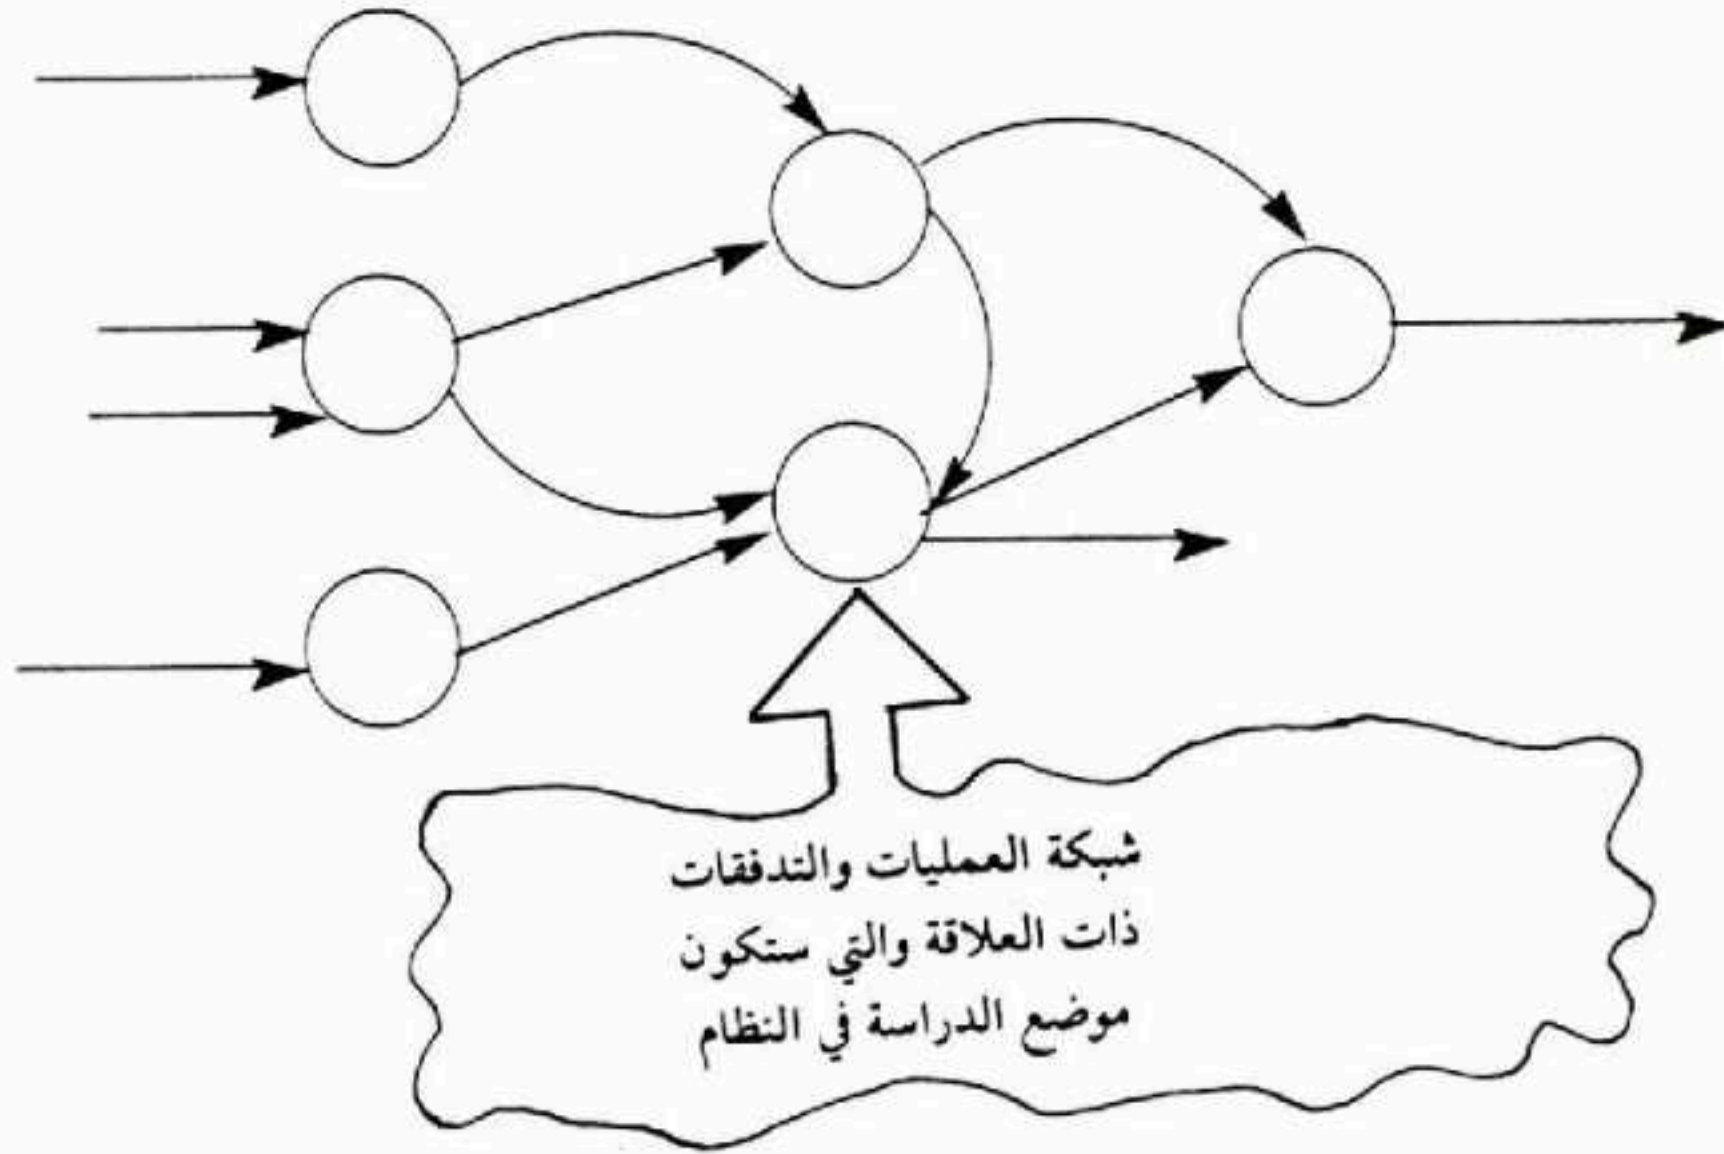 شبكة العمليات والتدفقات
ذات العلاقة والتي ستكون
موضع الدراسة في النظام